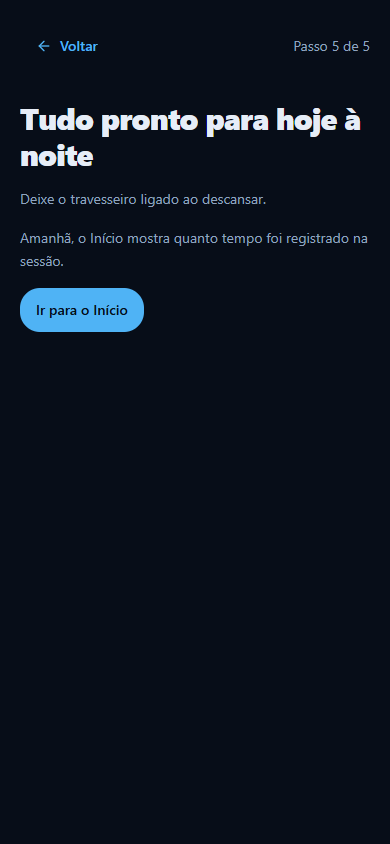 Voltar
Passo 5 de 5
Tudo pronto para hoje à
noite
Deixe o travesseiro ligado ao descansar.
Amanhã, o Início mostra quanto tempo foi registrado na
sessão.
Ir para o Início